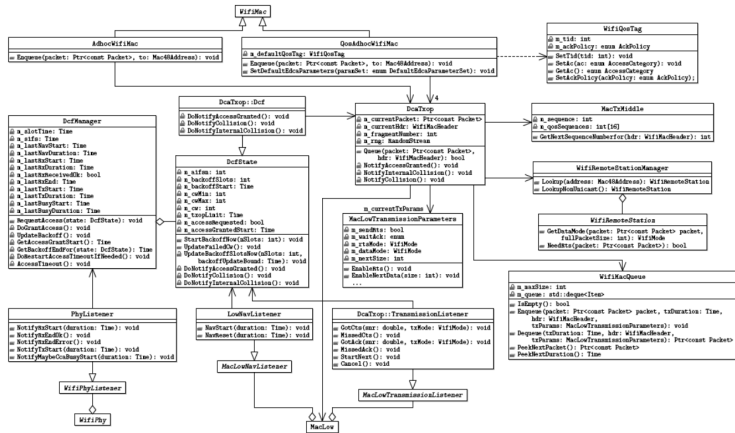 WifiMac
AdhocWifiMac
Enqueue(packet: Ptr<const Packet>, to: Mac48Address): void
QosAdhocWifiMac
m_defaultQosTag: WifiQosTag
Enqueue(packet: Ptr<const Packet>, to: Mac48Address): void
SetDefaultEdcaParameters(paramSet: enum DefaultEdcaParameterSet): void
WifiQosTag
m_tid: int
m_ackPolicy: enum AckPolicy
SetTid(tid: int): void
SetAc(ac: enum AccessCategory): void
GetAc(): enum AccessCategory
SetAckPolicy(ackPolicy: enum AckPolicy);
4
DcaTxop::Dcf
DoNotifyAccessGranted(): void
DoNotifyCollision(): void
DoNotifyInternalCollision(): void
DcaTxop
m_currentPacket: Ptr<const Packet>
m_currentHdr: WifiMacHeader
m_fragmentNumber: int
m_rng: RandomStream
Queue(packet: Ptr<const Packet>,
hdr: WifiMacHeader): bool
NotifyAccessGranted(): void
NotifyInternalCollision(): void
NotifyCollision(): void
MacTxMiddle
m_sequence: int
m_qosSequences: int[16]
GetNextSequenceNumberfor(hdr: WifiMacHeader): int
DcfManager
m_slotTime: Time
m_sifs: Time
m_lastNavStart: Time
m_lastNavDuration: Time
m_lastRxStart: Time
m_lastRxDuration: Time
m_lastRxReceivedOk: bool
m_lastRxEnd: Time
m_lastTxStart: Time
m_lastTxDuration: Time
m_lastBusyStart: Time
m_lastBusyDuration: Time
RequestAccess(state: DcfState): void
DoGrantAccess(): void
UpdateBackoff(): void
GetAccessGrantStart(): Time
GetBackoffEndFor(state: DcfState): Time
DoRestartAccessTimeoutIfNeeded(): void
AccessTimeout(): void
DcfState
m_aifsn: int
m_backoffSlots: int
m_backoffStart: Time
m_cwMin: int
m_cwMax: int
m_cw: int
m_txopLimit: Time
m_accessRequested: bool
m_accessGrantedStart: Time
StartBackoffNow(nSlots: int): void
UpdateFailedCw(): void
UpdateBackoffSlotsNow(nSlots: int,
backoffUpdateBound: Time): void
DoNotifyAccessGranted(): void
DoNotifyCollision(): void
DoNotifyInternalCollision(): void
WifiRemoteStationManager
Lookup(address: Mac48Address): WifiRemoteStation
LookupNonUnicast(): WifiRemoteStation
m_currentTxParams
MacLowTransmissionParameters
m_sendRts: bool
m_waitAck: enum
m_rtsMode: WifiMode
m_dataMode: WifiMode
m_nextSize: int
EnableRts(): void
EnableNextData(size: int): void
...
WifiRemoteStation
GetDataMode(packet: Ptr<const Packet> packet,
fullPacketSize: int): WifiMode
NeedRts(packet: Ptr<const Packet>): bool
WifiMacQueue
m_maxSize: int
m_queue: std::deque<Item>
IsEmpty(): bool
Enqueue(packet: Ptr<const Packet> packet, txDuration: Time,
hdr: WifiMacHeader,
txParams: MacLowTransmissionParameters): void
Dequeue(txDuration: Time, hdr: WifiMacHeader,
txParams: MacLowTransmissionParameters): Ptr<const Packet>
PeekNextPacket(): Ptr<const Packet>
PeekNextDuration(): Time
PhyListener
NotifyRxStart(duration: Time): void
NotifyRxEndOk(): void
NotifyRxEndError(): void
NotifyTxStart(duration: Time): void
NotifyMaybeCcaBusyStart(duration: Time): void
LowNavListener
NavStart(duration: Time): void
NavReset(duration: Time): void
DcaTxop::TransmissionListener
GotCts(snr: double, txMode: WifiMode): void
MissedCts(): void
GotAck(snr: double, txMode: WifiMode): void
MissedAck(): void
StartNext(): void
Cancel(): void
MacLowNavListener
WifiPhyListener
MacLowTransmissionListener
WifiPhy
MacLow